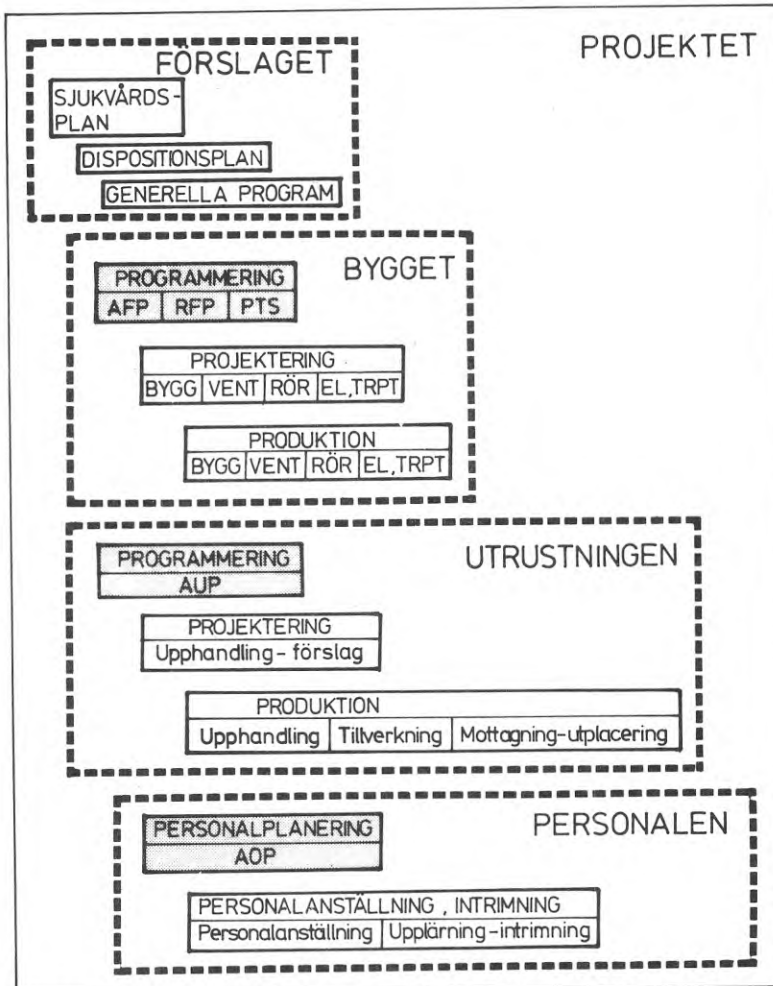 PROJEKTET
FÖRSLAGET
SJUKVÅRDS-
PLAN
DISPOSITIONSPLAN
GENERELLA PROGRAM
BYGGET
PROGRAMMERING
AFP RFP PTS
PROJEKTERING
BYGG VENT RÖR EL,TRPT
PRODUKTION
BYGG VENT RÖR EL,TRPT
UTRUSTNINGEN
PROGRAMMERING
AUP
PROJEKTERING
Upphandling-förslag
PRODUKTION
Upphandling Tillverkning Mottagning-utplacering
PERSONALEN
PERSONALPLANERING
AOP
PERSONALANSTÄLLNING, INTRIMNING
Personalanställning Upplärning-intrimning